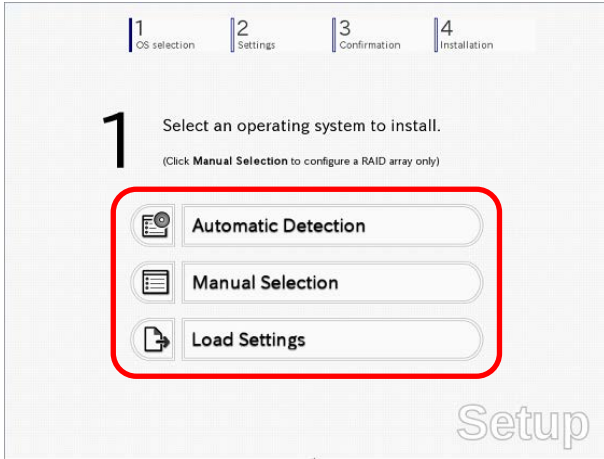 1 2 3 4
OS selection Settings Confirmation Installation
1 Select an operating system to install.
(Click Manual Selection to configure a RAID array only)
Automatic Detection
Manual Selection
Load Settings
Setup